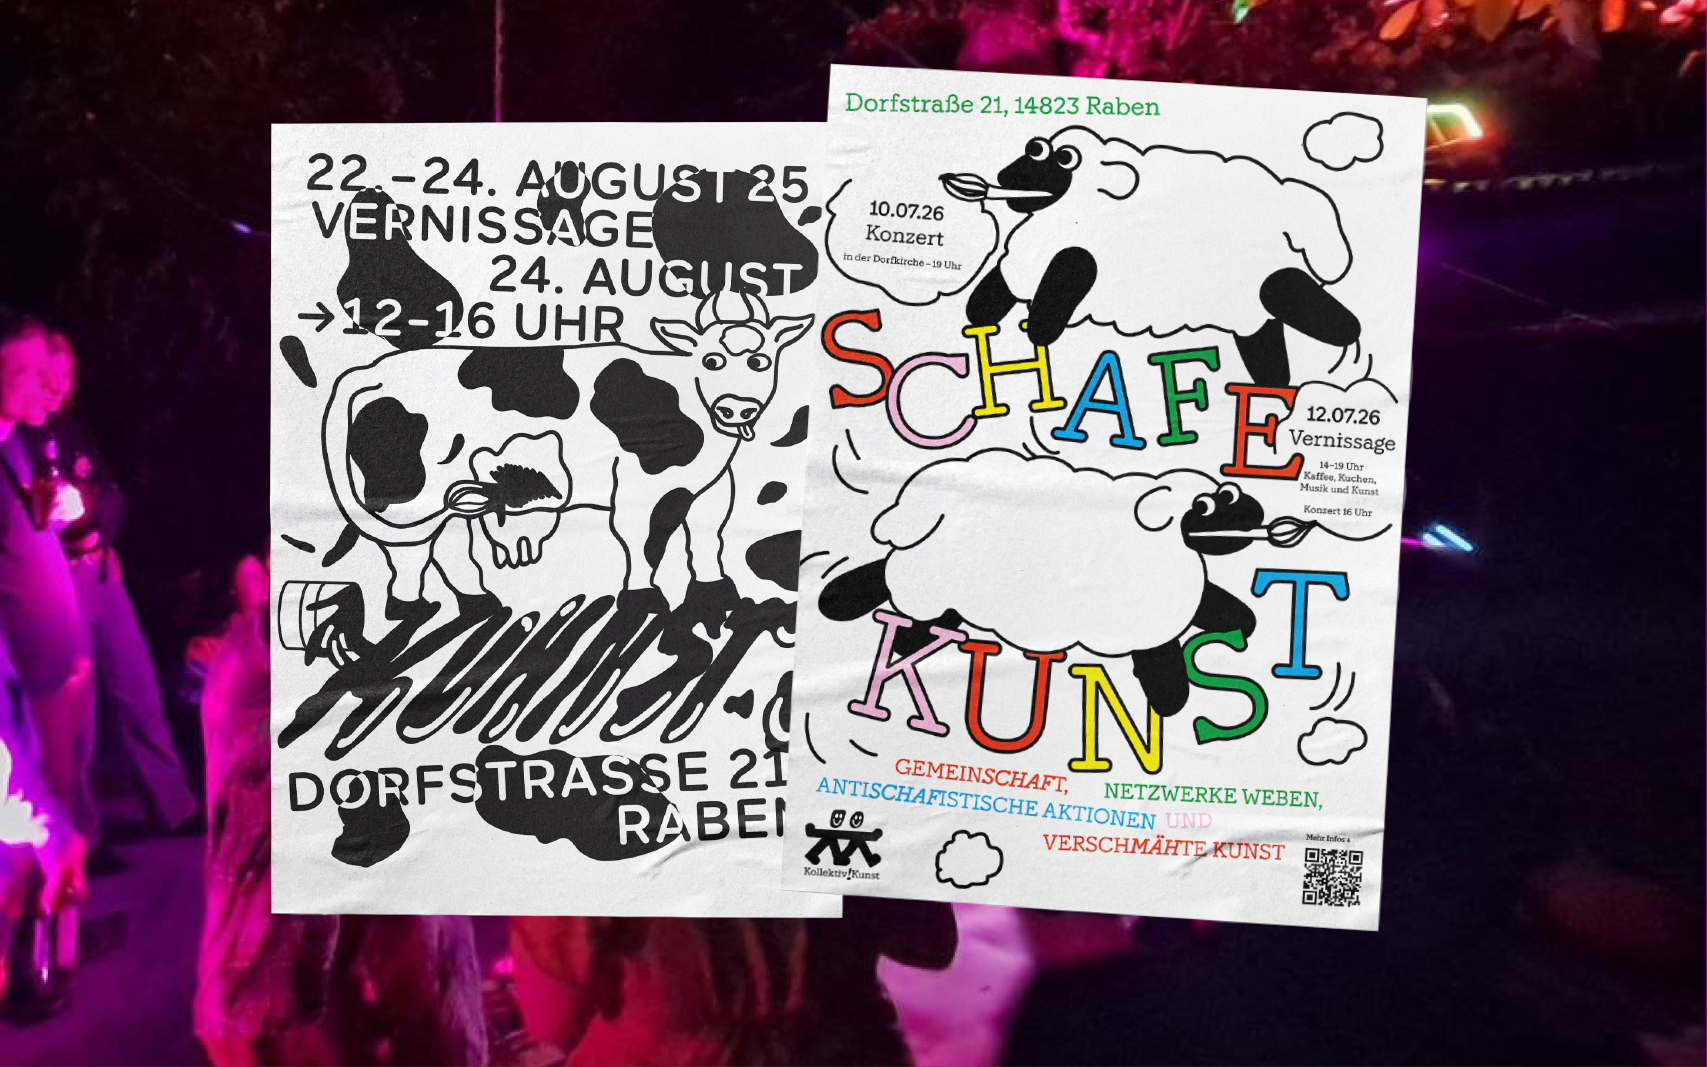 22.–24. AUGUST 25
VERNISSAGE
24. AUGUST
→12–16 UHR
KUHNST
DORFSTRASSE 21
RABEN
Dorfstraße 21, 14823 Raben
10.07.26
Konzert
in der Dorfkirche – 19 Uhr
SCHAFE
12.07.26
Vernissage
14–19 Uhr
Kaffee, Kuchen,
Musik und Kunst
Konzert 16 Uhr
KUNST
GEMEINSCHAFT, NETZWERKE WEBEN,
ANTISCHAFISTISCHE AKTIONEN UND
VERSCHMÄHTE KUNST
Kollektiv!Kunst
Mehr Infos ↓